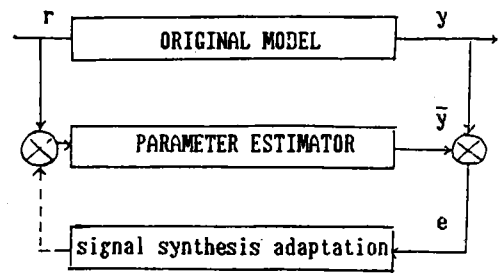 r
ORIGINAL MODEL
y
PARAMETER ESTIMATOR
ȳ
e
signal synthesis adaptation